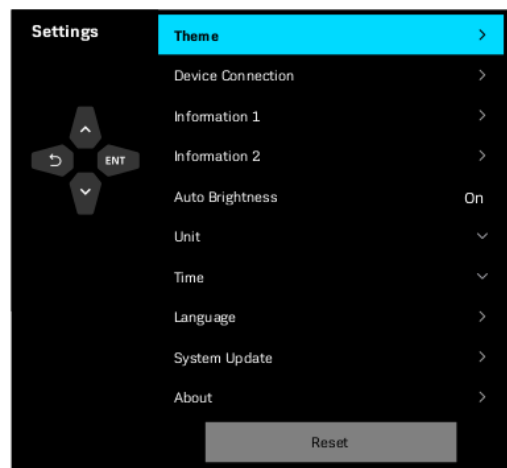 Settings
Theme
Device Connection
Information 1
Information 2
ENT
Auto Brightness On
Unit
Time
Language
System Update
About
Reset